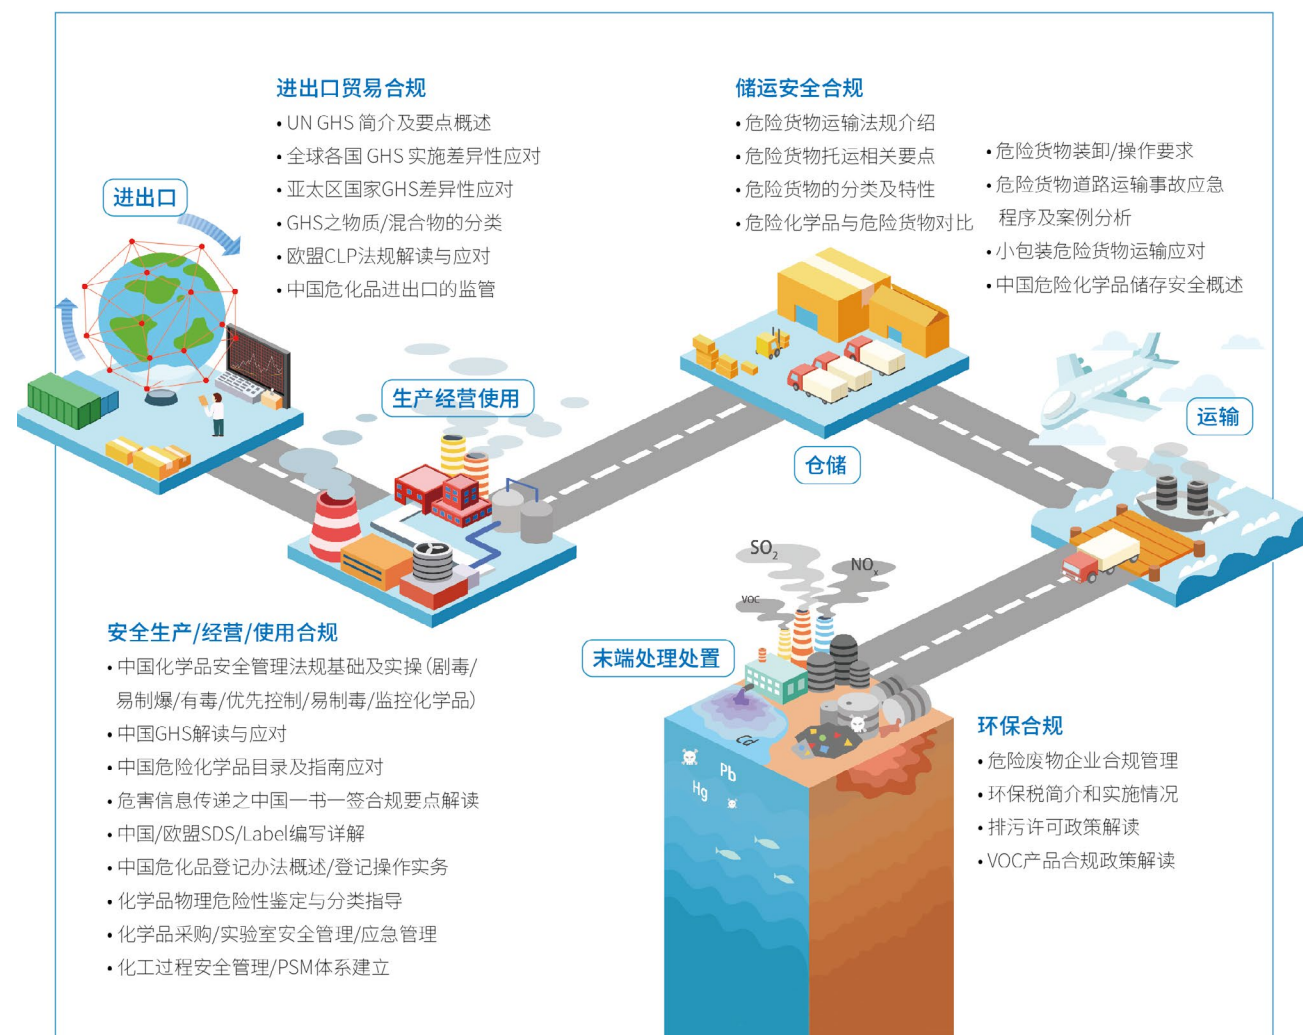 进出口贸易合规
• UN GHS 简介及要点概述
• 全球各国 GHS 实施差异性应对
• 亚太区国家GHS差异性应对
• GHS之物质/混合物的分类
• 欧盟CLP法规解读与应对
• 中国危化品进出口的监管
储运安全合规
• 危险货物运输法规介绍
• 危险货物托运相关要点
• 危险货物的分类及特性
• 危险化学品与危险货物对比
• 危险货物装卸/操作要求
• 危险货物道路运输事故应急
程序及案例分析
• 小包装危险货物运输应对
• 中国危险化学品储存安全概述
进出口
生产经营使用
仓储
运输
SO2
NOx
VOC
末端处理处置
Cd
Pb
Hg
安全生产/经营/使用合规
• 中国化学品安全管理法规基础及实操（剧毒/
易制爆/有毒/优先控制/易制毒/监控化学品）
• 中国GHS解读与应对
• 中国危险化学品目录及指南应对
• 危害信息传递之中国一书一签合规要点解读
• 中国/欧盟SDS/Label编写详解
• 中国危化品登记办法概述/登记操作实务
• 化学品物理危险性鉴定与分类指导
• 化学品采购/实验室安全管理/应急管理
• 化工过程安全管理/PSM体系建立
环保合规
• 危险废物企业合规管理
• 环保税简介和实施情况
• 排污许可政策解读
• VOC产品合规政策解读